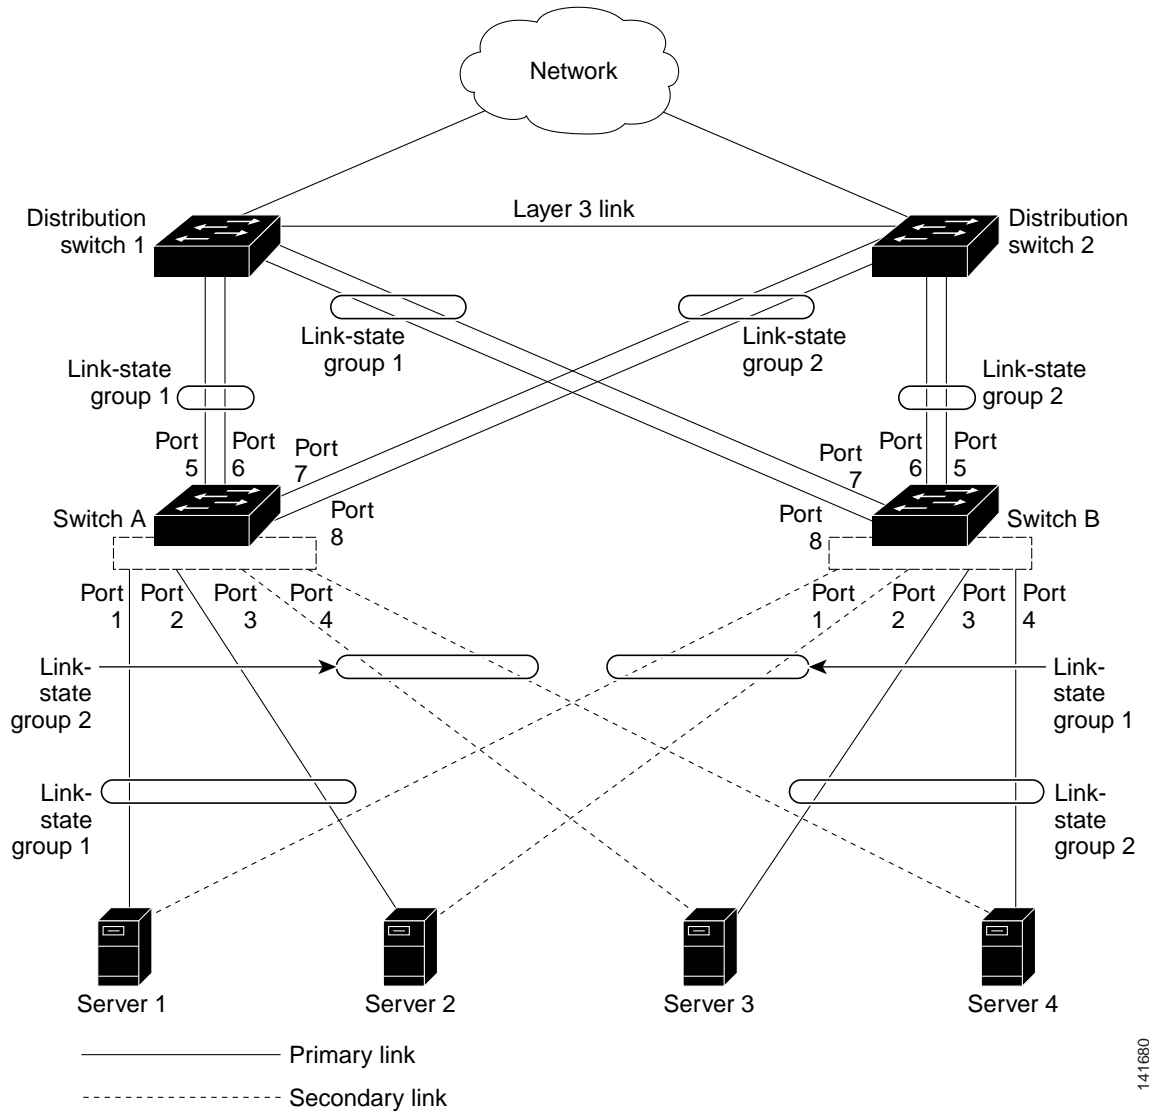 Network
Layer 3 link
Distribution
switch 1
Distribution
switch 2
Link-state
group 1
Link-state
group 2
Link-state
group 1
Link-state
group 2
Port
5
Port
6
Port
7
Port
8
Port
7
Port
6
Port
5
Port
8
Switch A
Switch B
Port
1
Port
2
Port
3
Port
4
Port
1
Port
2
Port
3
Port
4
Link-
state
group 2
Link-
state
group 1
Link-
state
group 1
Link-
state
group 2
Server 1
Server 2
Server 3
Server 4
Primary link
Secondary link
141680